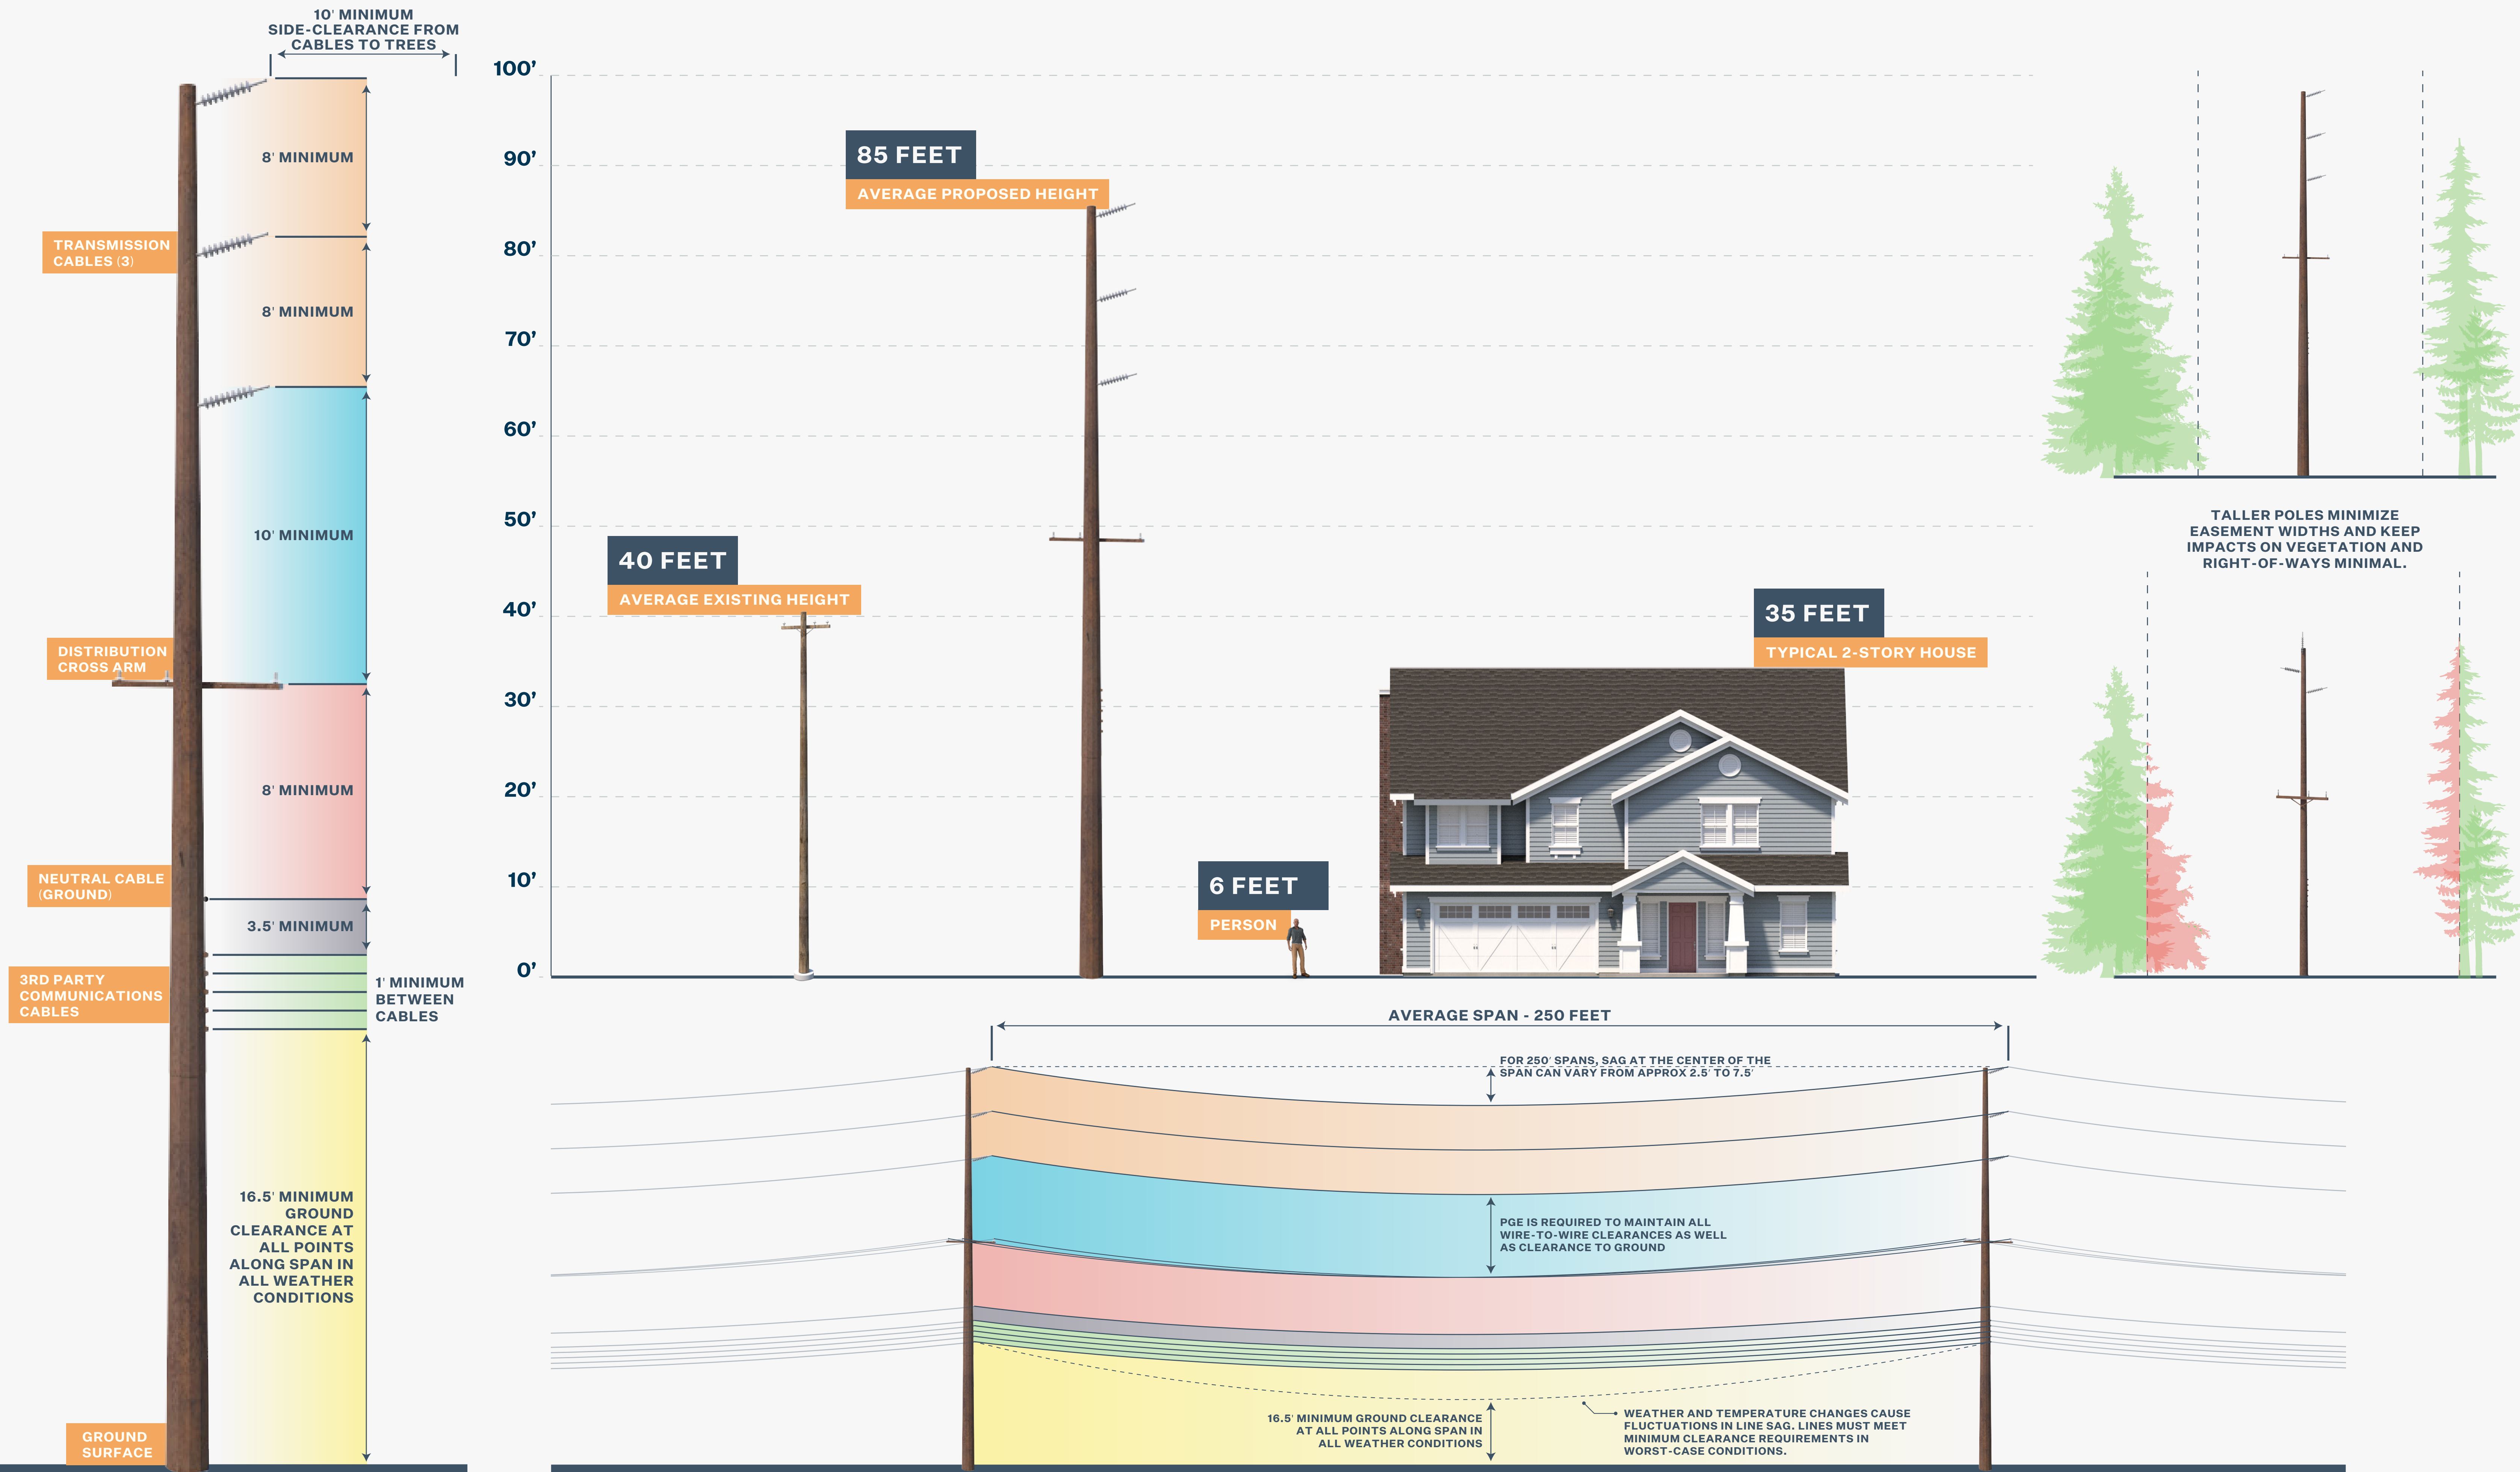 10' MINIMUM
SIDE-CLEARANCE FROM
CABLES TO TREES
8' MINIMUM
TRANSMISSION
CABLES (3)
8' MINIMUM
10' MINIMUM
DISTRIBUTION
CROSS ARM
8' MINIMUM
NEUTRAL CABLE
(GROUND)
3.5' MINIMUM
3RD PARTY
COMMUNICATIONS
CABLES
1' MINIMUM
BETWEEN
CABLES
16.5' MINIMUM
GROUND
CLEARANCE AT
ALL POINTS
ALONG SPAN IN
ALL WEATHER
CONDITIONS
GROUND
SURFACE
100’
90’
80’
70’
60’
50’
40’
30’
20’
10’
0’
85 FEET
AVERAGE PROPOSED HEIGHT
40 FEET
AVERAGE EXISTING HEIGHT
6 FEET
PERSON
35 FEET
TYPICAL 2-STORY HOUSE
TALLER POLES MINIMIZE
EASEMENT WIDTHS AND KEEP
IMPACTS ON VEGETATION AND
RIGHT-OF-WAYS MINIMAL.
AVERAGE SPAN - 250 FEET
FOR 250' SPANS, SAG AT THE CENTER OF THE
SPAN CAN VARY FROM APPROX 2.5' TO 7.5'
PGE IS REQUIRED TO MAINTAIN ALL
WIRE-TO-WIRE CLEARANCES AS WELL
AS CLEARANCE TO GROUND
16.5' MINIMUM GROUND CLEARANCE
AT ALL POINTS ALONG SPAN IN
ALL WEATHER CONDITIONS
WEATHER AND TEMPERATURE CHANGES CAUSE
FLUCTUATIONS IN LINE SAG. LINES MUST MEET
MINIMUM CLEARANCE REQUIREMENTS IN
WORST-CASE CONDITIONS.